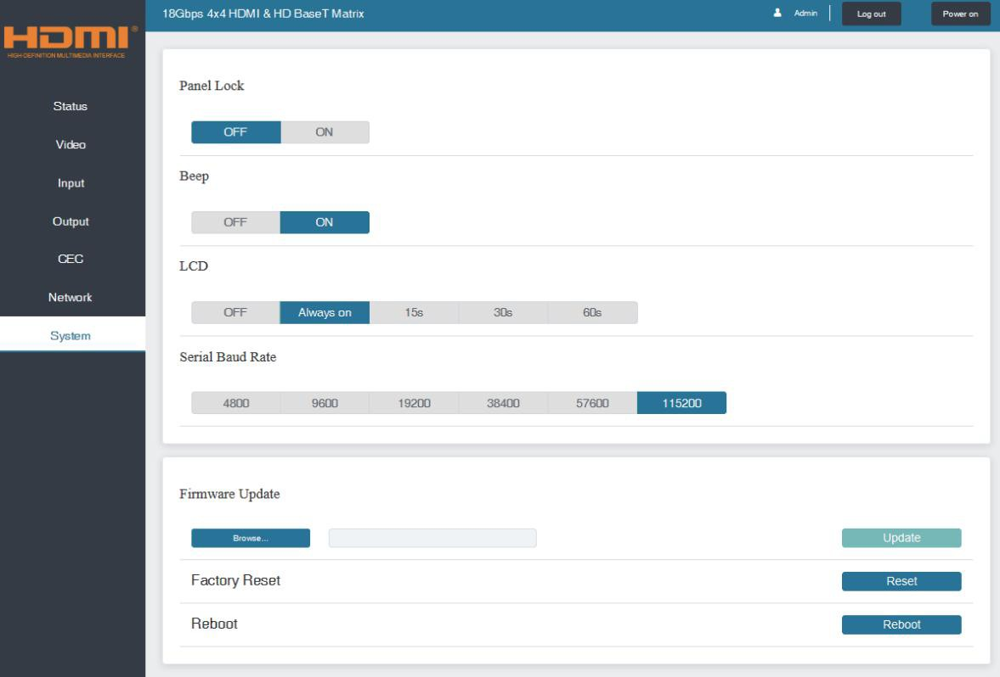 18Gbps 4x4 HDMI & HD BaseT Matrix
Admin
Log out
Power on
HDMI®
HIGH-DEFINITION MULTIMEDIA INTERFACE
Status
Video
Input
Output
CEC
Network
System
Panel Lock
OFF ON
Beep
OFF ON
LCD
OFF Always on 15s 30s 60s
Serial Baud Rate
4800 9600 19200 38400 57600 115200
Firmware Update
Browse... Update
Factory Reset Reset
Reboot Reboot